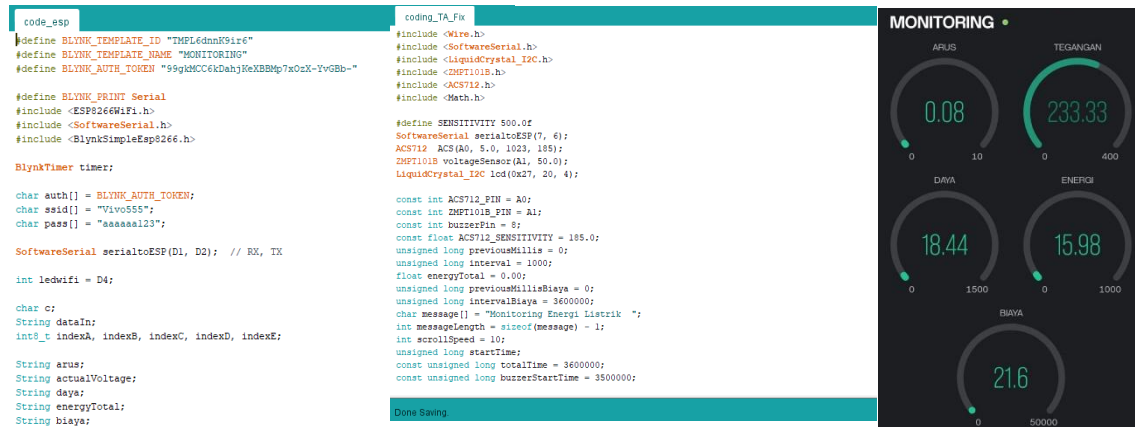 code_esp
#define BLYNK_TEMPLATE_ID "TMPL6dnnK9ir6"
#define BLYNK_TEMPLATE_NAME "MONITORING"
#define BLYNK_AUTH_TOKEN "99gkMCC6kDahjKeXBBMp7xOzX-YvGBb-"
#define BLYNK_PRINT Serial
#include <ESP8266WiFi.h>
#include <SoftwareSerial.h>
#include <BlynkSimpleEsp8266.h>
BlynkTimer timer;
char auth[] = BLYNK_AUTH_TOKEN;
char ssid[] = "Vivo555";
char pass[] = "aaaaaa123";
SoftwareSerial serialtoESP(D1, D2);  // RX, TX
int ledwifi = D4;
char c;
String dataIn;
int8_t indexA, indexB, indexC, indexD, indexE;
String arus;
String actualVoltage;
String daya;
String energyTotal;
String biaya;
coding_TA_Fix
#include <Wire.h>
#include <SoftwareSerial.h>
#include <LiquidCrystal_I2C.h>
#include <ZMPT101B.h>
#include <ACS712.h>
#include <Math.h>
#define SENSITIVITY 500.0f
SoftwareSerial serialtoESP(7, 6);
ACS712  ACS(A0, 5.0, 1023, 185);
ZMPT101B voltageSensor(A1, 50.0);
LiquidCrystal_I2C lcd(0x27, 20, 4);
const int ACS712_PIN = A0;
const int ZMPT101B_PIN = A1;
const int buzzerPin = 8;
const float ACS712_SENSITIVITY = 185.0;
unsigned long previousMillis = 0;
unsigned long interval = 1000;
float energyTotal = 0.00;
unsigned long previousMillisBiaya = 0;
unsigned long intervalBiaya = 3600000;
char message[] = "Monitoring Energi Listrik  ";
int messageLength = sizeof(message) - 1;
int scrollSpeed = 10;
unsigned long startTime;
const unsigned long totalTime = 3600000;
const unsigned long buzzerStartTime = 3500000;
Done Saving.
MONITORING
ARUS TEGANGAN
0.08 233.33
0 10 0 400
DAYA ENERGI
18.44 15.98
0 1500 0 1000
BIAYA
21.6
0 50000